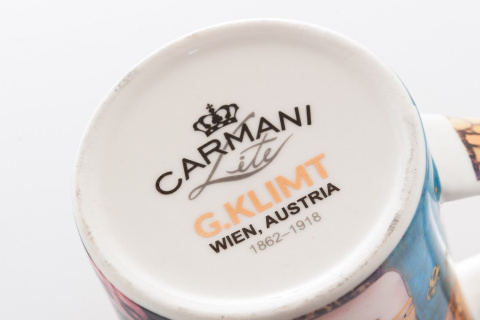 CARMANI
Lite
G.KLIMT
WIEN, AUSTRIA
1862–1918